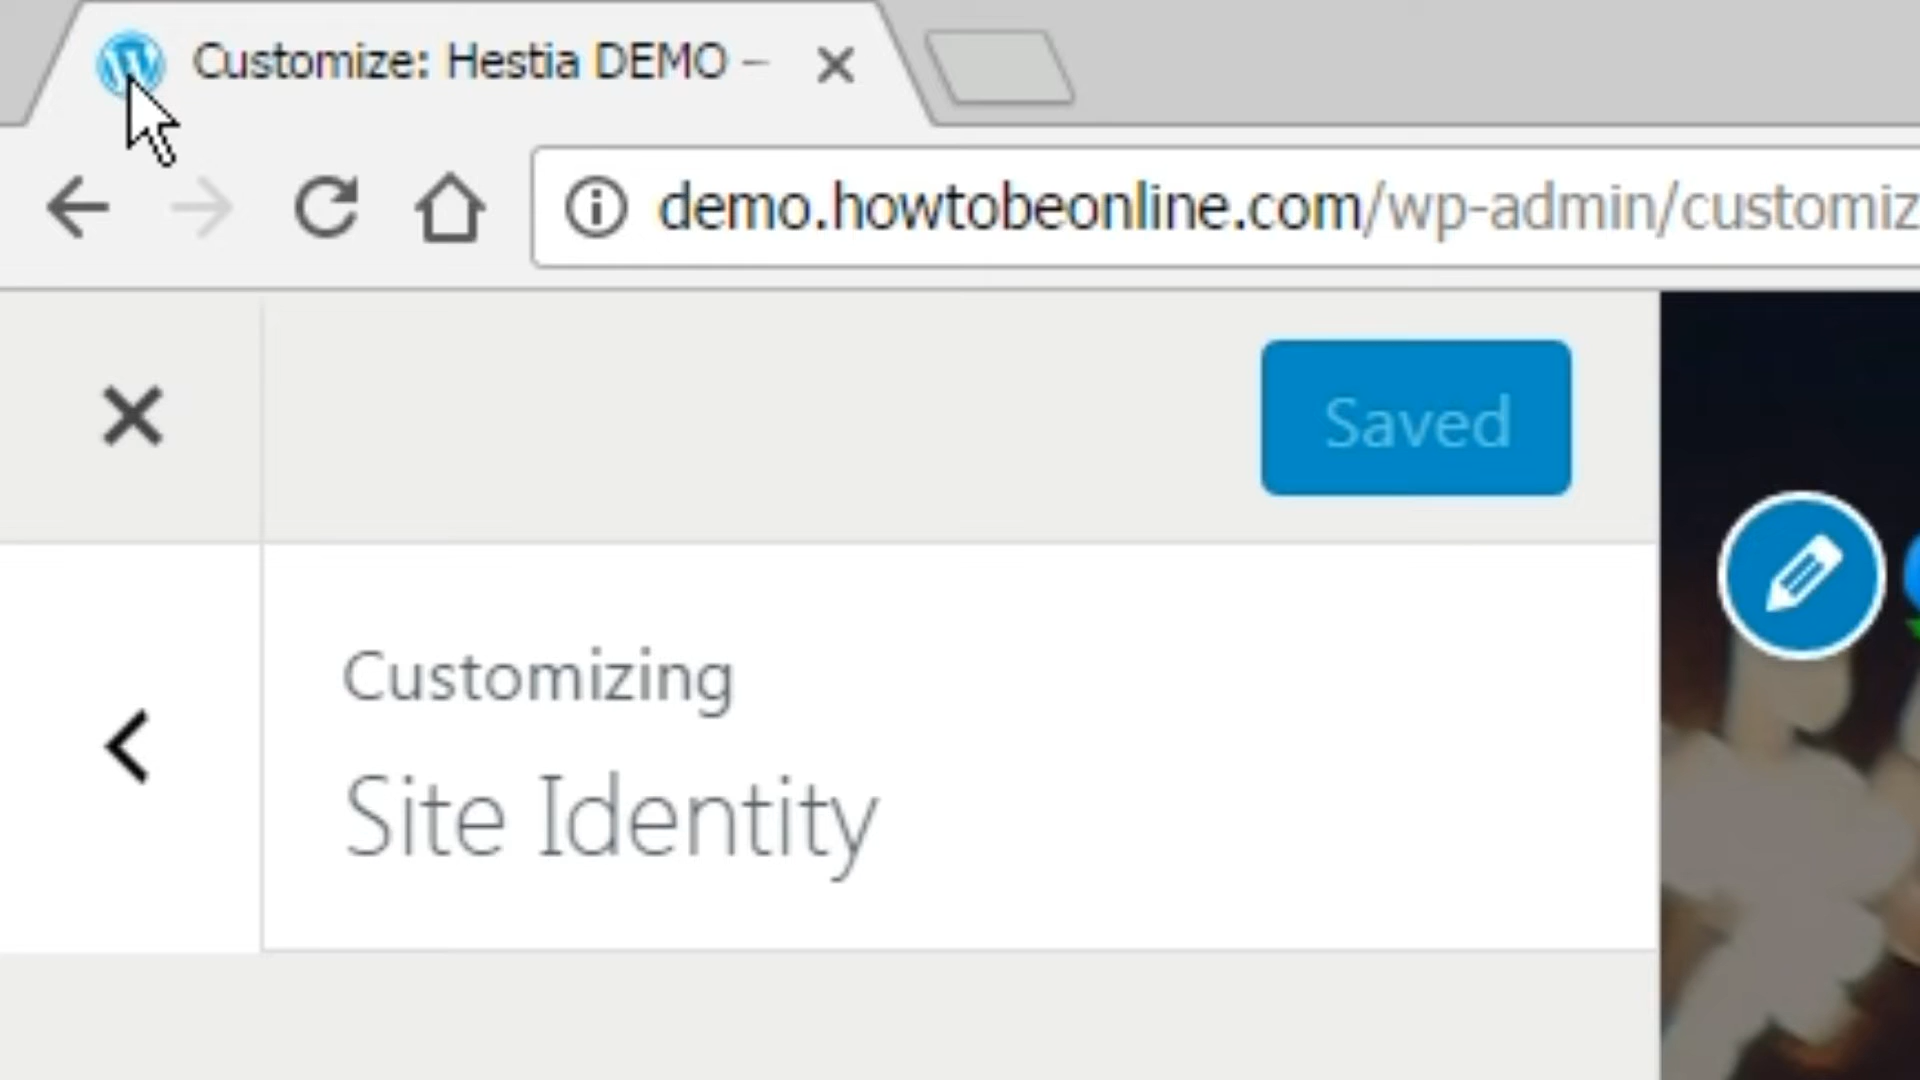 Customize: Hestia DEMO –
demo.howtobeonline.com/wp-admin/customiz
Saved
Customizing
Site Identity